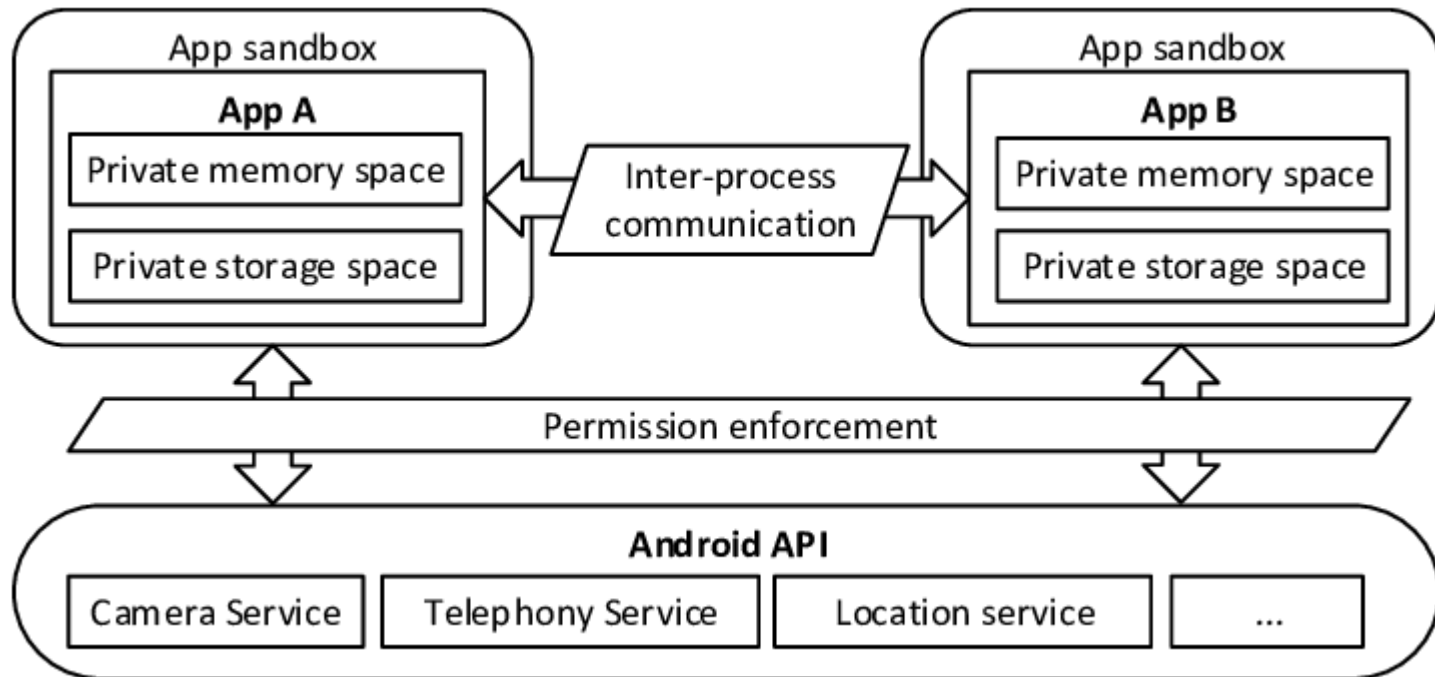 App sandbox
App A
Private memory space
Private storage space
Inter-process
communication
App sandbox
App B
Private memory space
Private storage space
Permission enforcement
Android API
Camera Service
Telephony Service
Location service
...